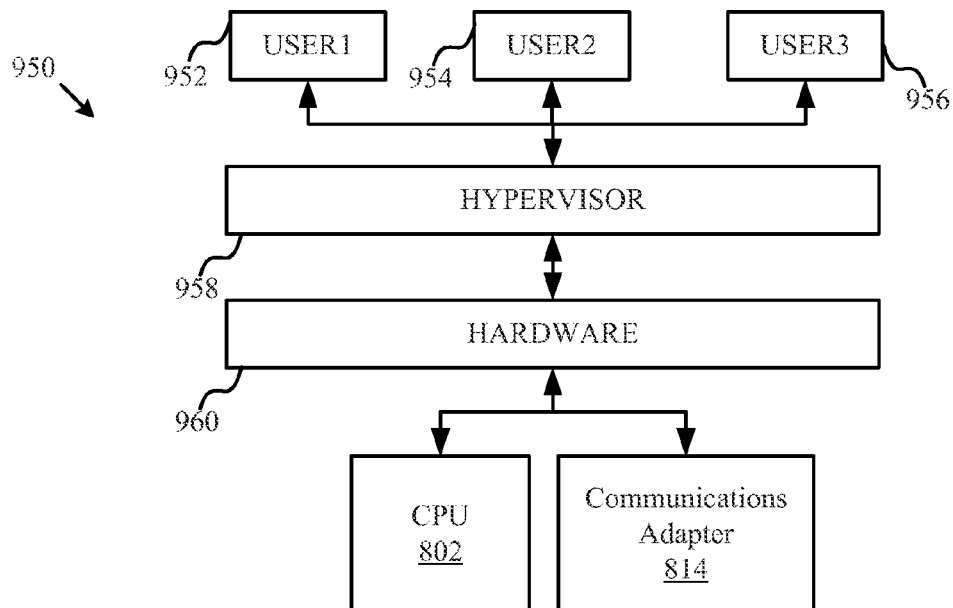 USER1
USER2
USER3
952
954
956
950
HYPERVISOR
958
HARDWARE
960
CPU
802
Communications
Adapter
814